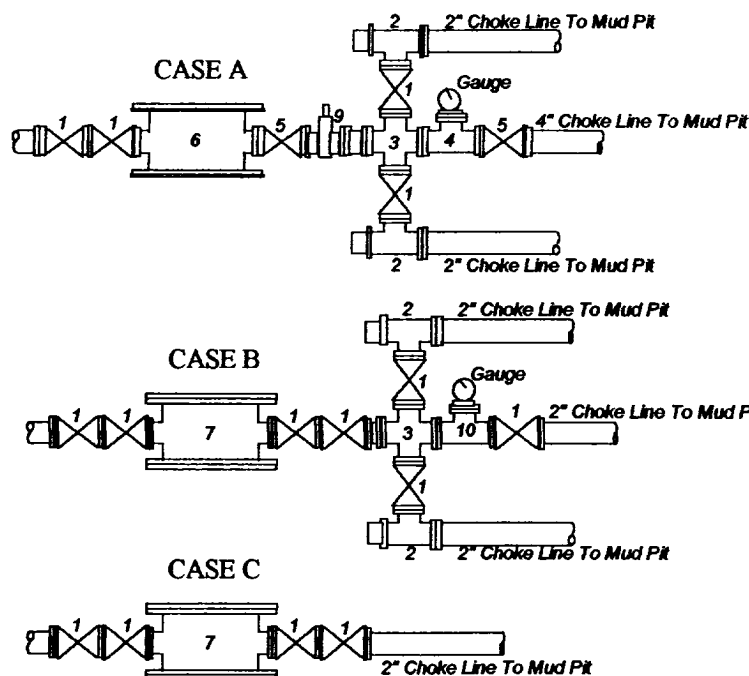 2 2" Choke Line To Mud Pit
CASE A
Gauge
1
1 1 6 5 9 3 4 5 4" Choke Line To Mud Pit
1
2 2" Choke Line To Mud Pit
2 2" Choke Line To Mud Pit
CASE B
Gauge
1
1 1 7 1 1 3 10 1 2" Choke Line To Mud P
1
2 2" Choke Line To Mud Pit
CASE C
1 1 7 1 1
2" Choke Line To Mud Pit